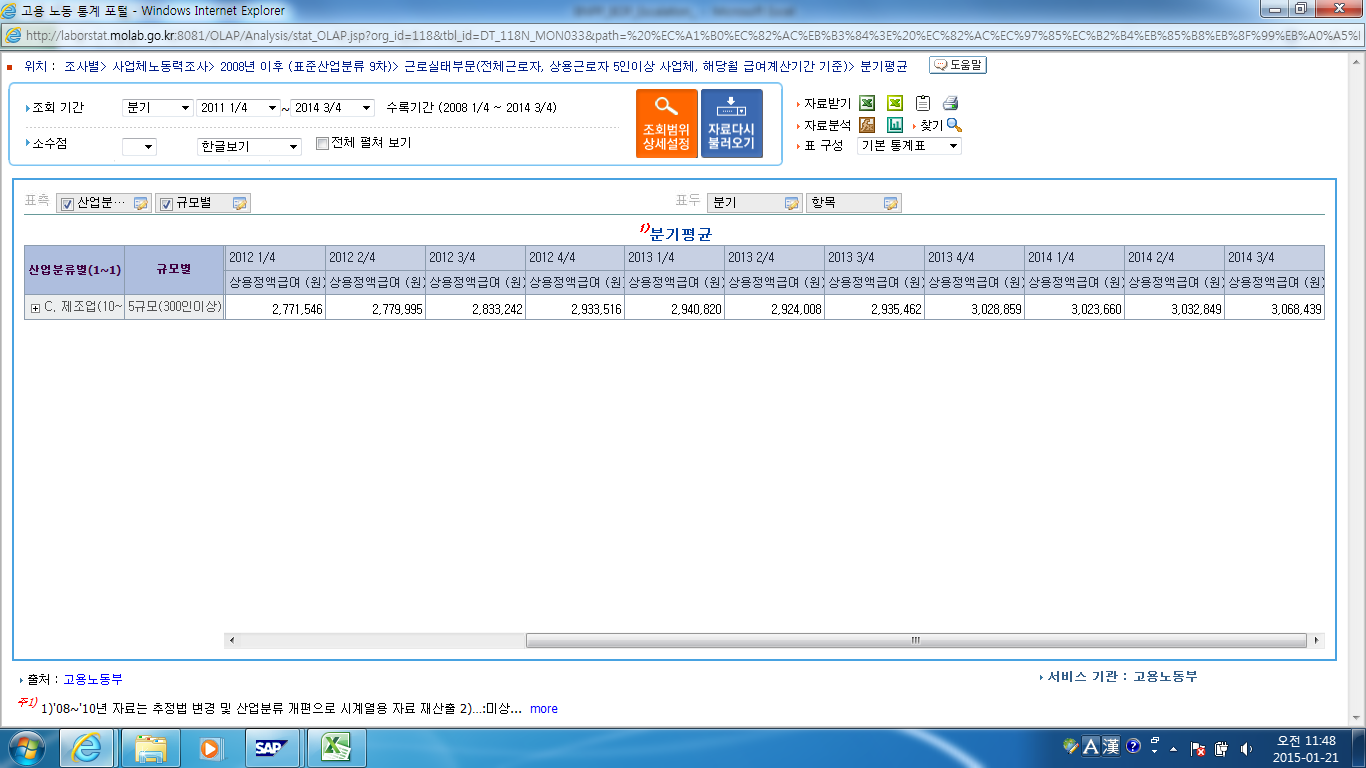 고용 노동 통계 포털 - Windows Internet Explorer
http://laborstat.molab.go.kr:8081/OLAP/Analysis/stat_OLAP.jsp?org_id=118&tbl_id=DT_118N_MON033&path=%20%EC%A1%B0%EC%82%AC%EB%B3%84%3E%20%EC%82%AC%EC%97%85%EC%B2%B4%EB%85%B8%EB%8F%99%EB%A0%A5%
위치 : 조사별> 사업체노동력조사> 2008년 이후 (표준산업분류 9차)> 근로실태부문(전체근로자, 상용근로자 5인이상 사업체, 해당월 급여계산기간 기준)> 분기평균 도움말
조회 기간 분기 2011 1/4 ~ 2014 3/4 수록기간 (2008 1/4 ~ 2014 3/4)
소수점 한글보기 전체 펼쳐 보기
조회범위 상세설정
자료다시 불러오기
자료받기
자료분석 찾기
표 구성 기본 통계표
표측 산업분… 규모별 표두 분기 항목
1)분기평균
산업분류별(1~1) 규모별 2012 1/4 2012 2/4 2012 3/4 2012 4/4 2013 1/4 2013 2/4 2013 3/4 2013 4/4 2014 1/4 2014 2/4 2014 3/4
상용정액급여 (원) 상용정액급여 (원) 상용정액급여 (원) 상용정액급여 (원) 상용정액급여 (원) 상용정액급여 (원) 상용정액급여 (원) 상용정액급여 (원) 상용정액급여 (원) 상용정액급여 (원) 상용정액급여 (원)
C. 제조업(10~ 5규모(300인이상) 2,771,546 2,779,995 2,833,242 2,933,516 2,940,820 2,924,008 2,935,462 3,028,859 3,023,660 3,032,849 3,068,439
출처 : 고용노동부 서비스 기관 : 고용노동부
주1) 1)'08~'10년 자료는 추정법 변경 및 산업분류 개편으로 시계열용 자료 재산출 2)…:미상... more
SAP
A 漢
오전 11:48
2015-01-21